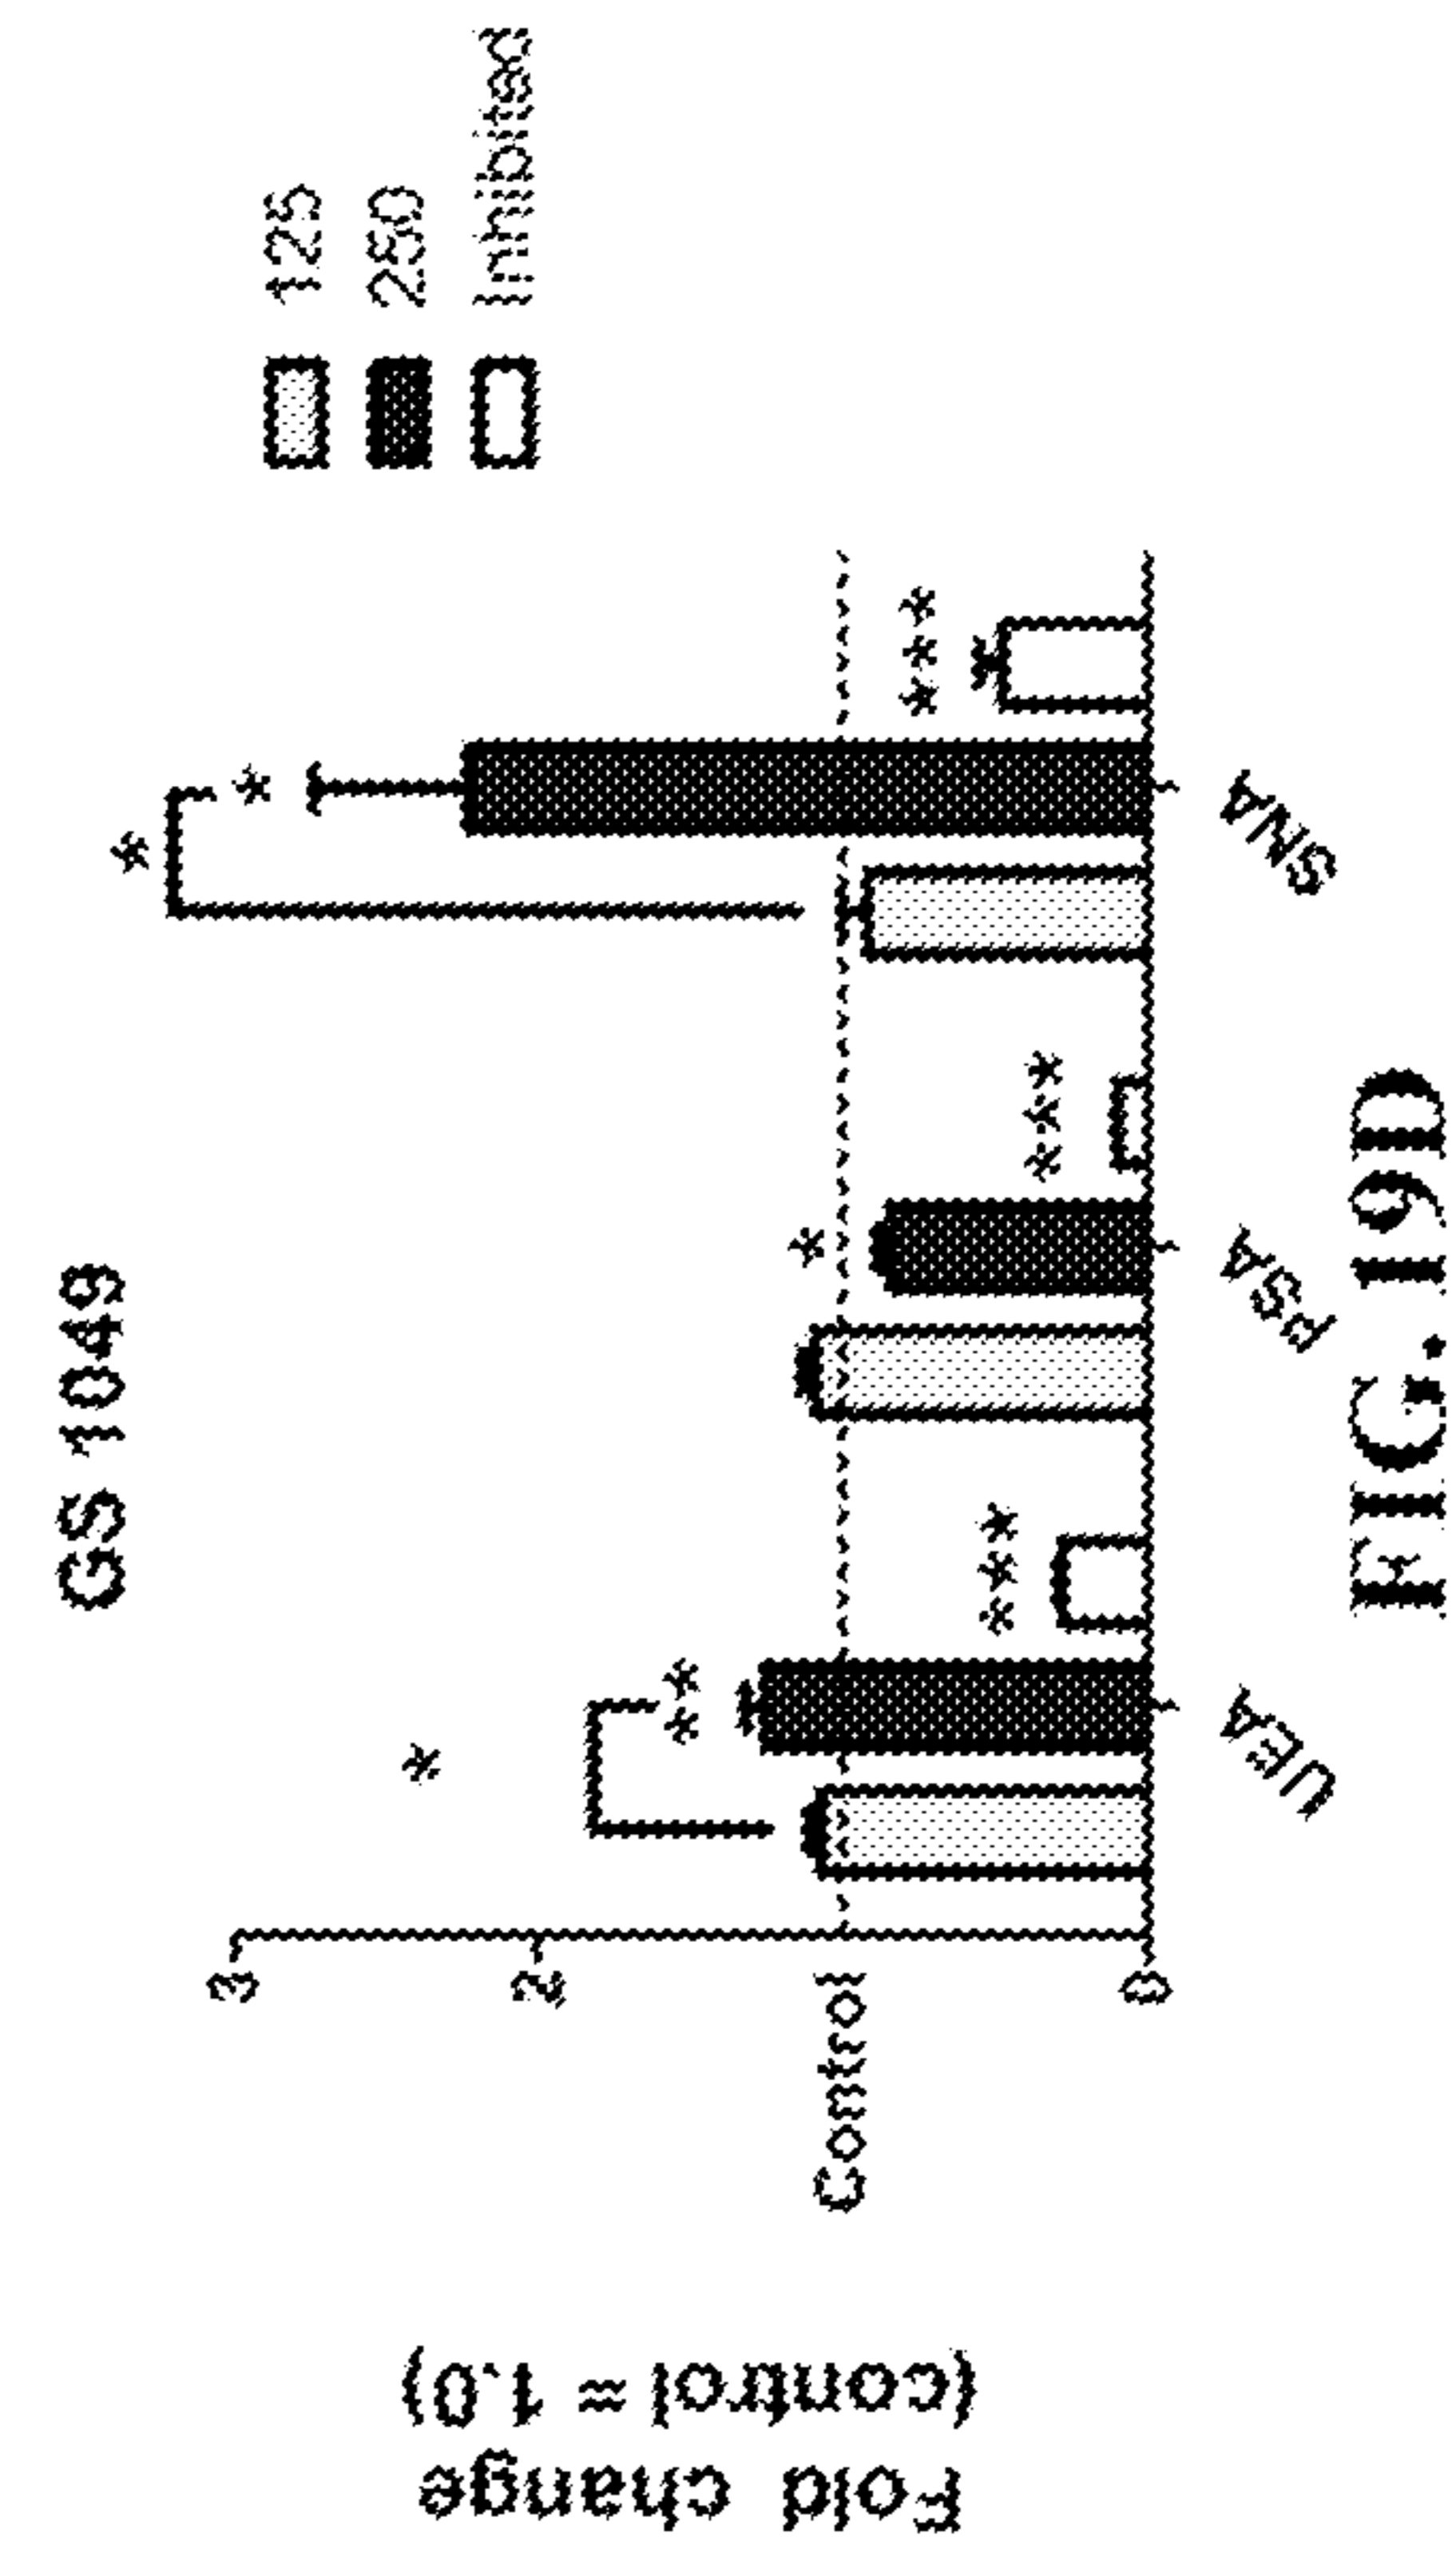 GS 1049
125
250
Inhibited
Fold change
(control = 1.0)
3
2
Control
0
*
**
***
*
***
*
*
***
UEA
PSA
SNA
FIG. 19D